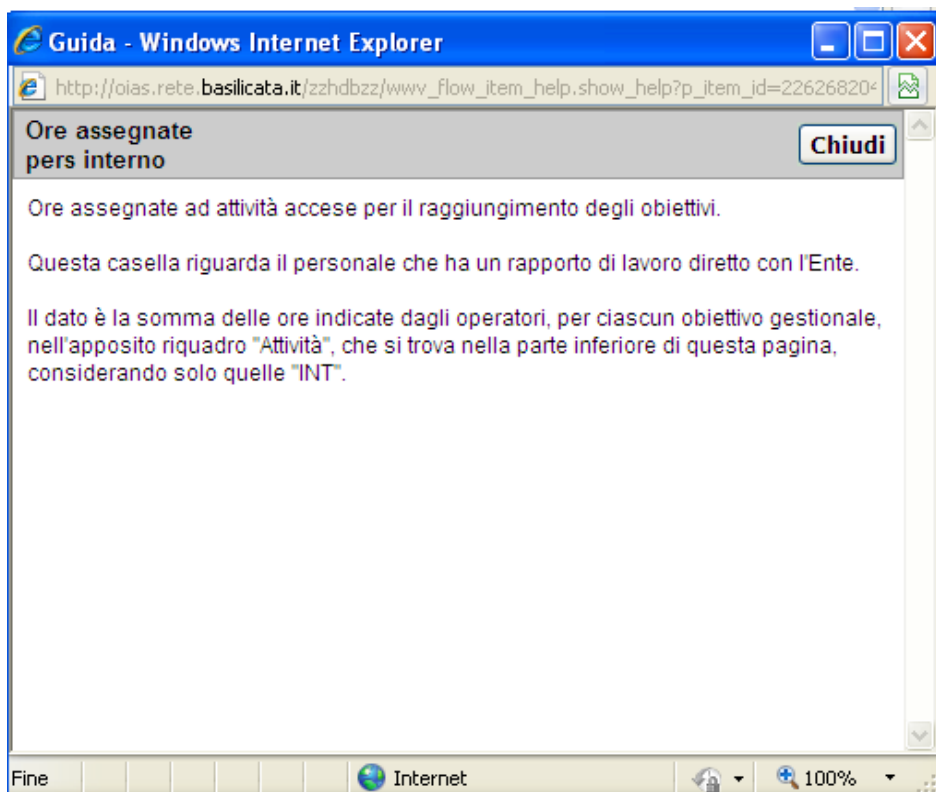 Guida - Windows Internet Explorer
http://oias.rete.basilicata.it/zzhdbzz/wwv_flow_item_help.show_help?p_item_id=22626820
Ore assegnate
pers interno
Chiudi
Ore assegnate ad attività accese per il raggiungimento degli obiettivi.
Questa casella riguarda il personale che ha un rapporto di lavoro diretto con l'Ente.
Il dato è la somma delle ore indicate dagli operatori, per ciascun obiettivo gestionale,
nell'apposito riquadro "Attività", che si trova nella parte inferiore di questa pagina,
considerando solo quelle "INT".
Fine
Internet
100%